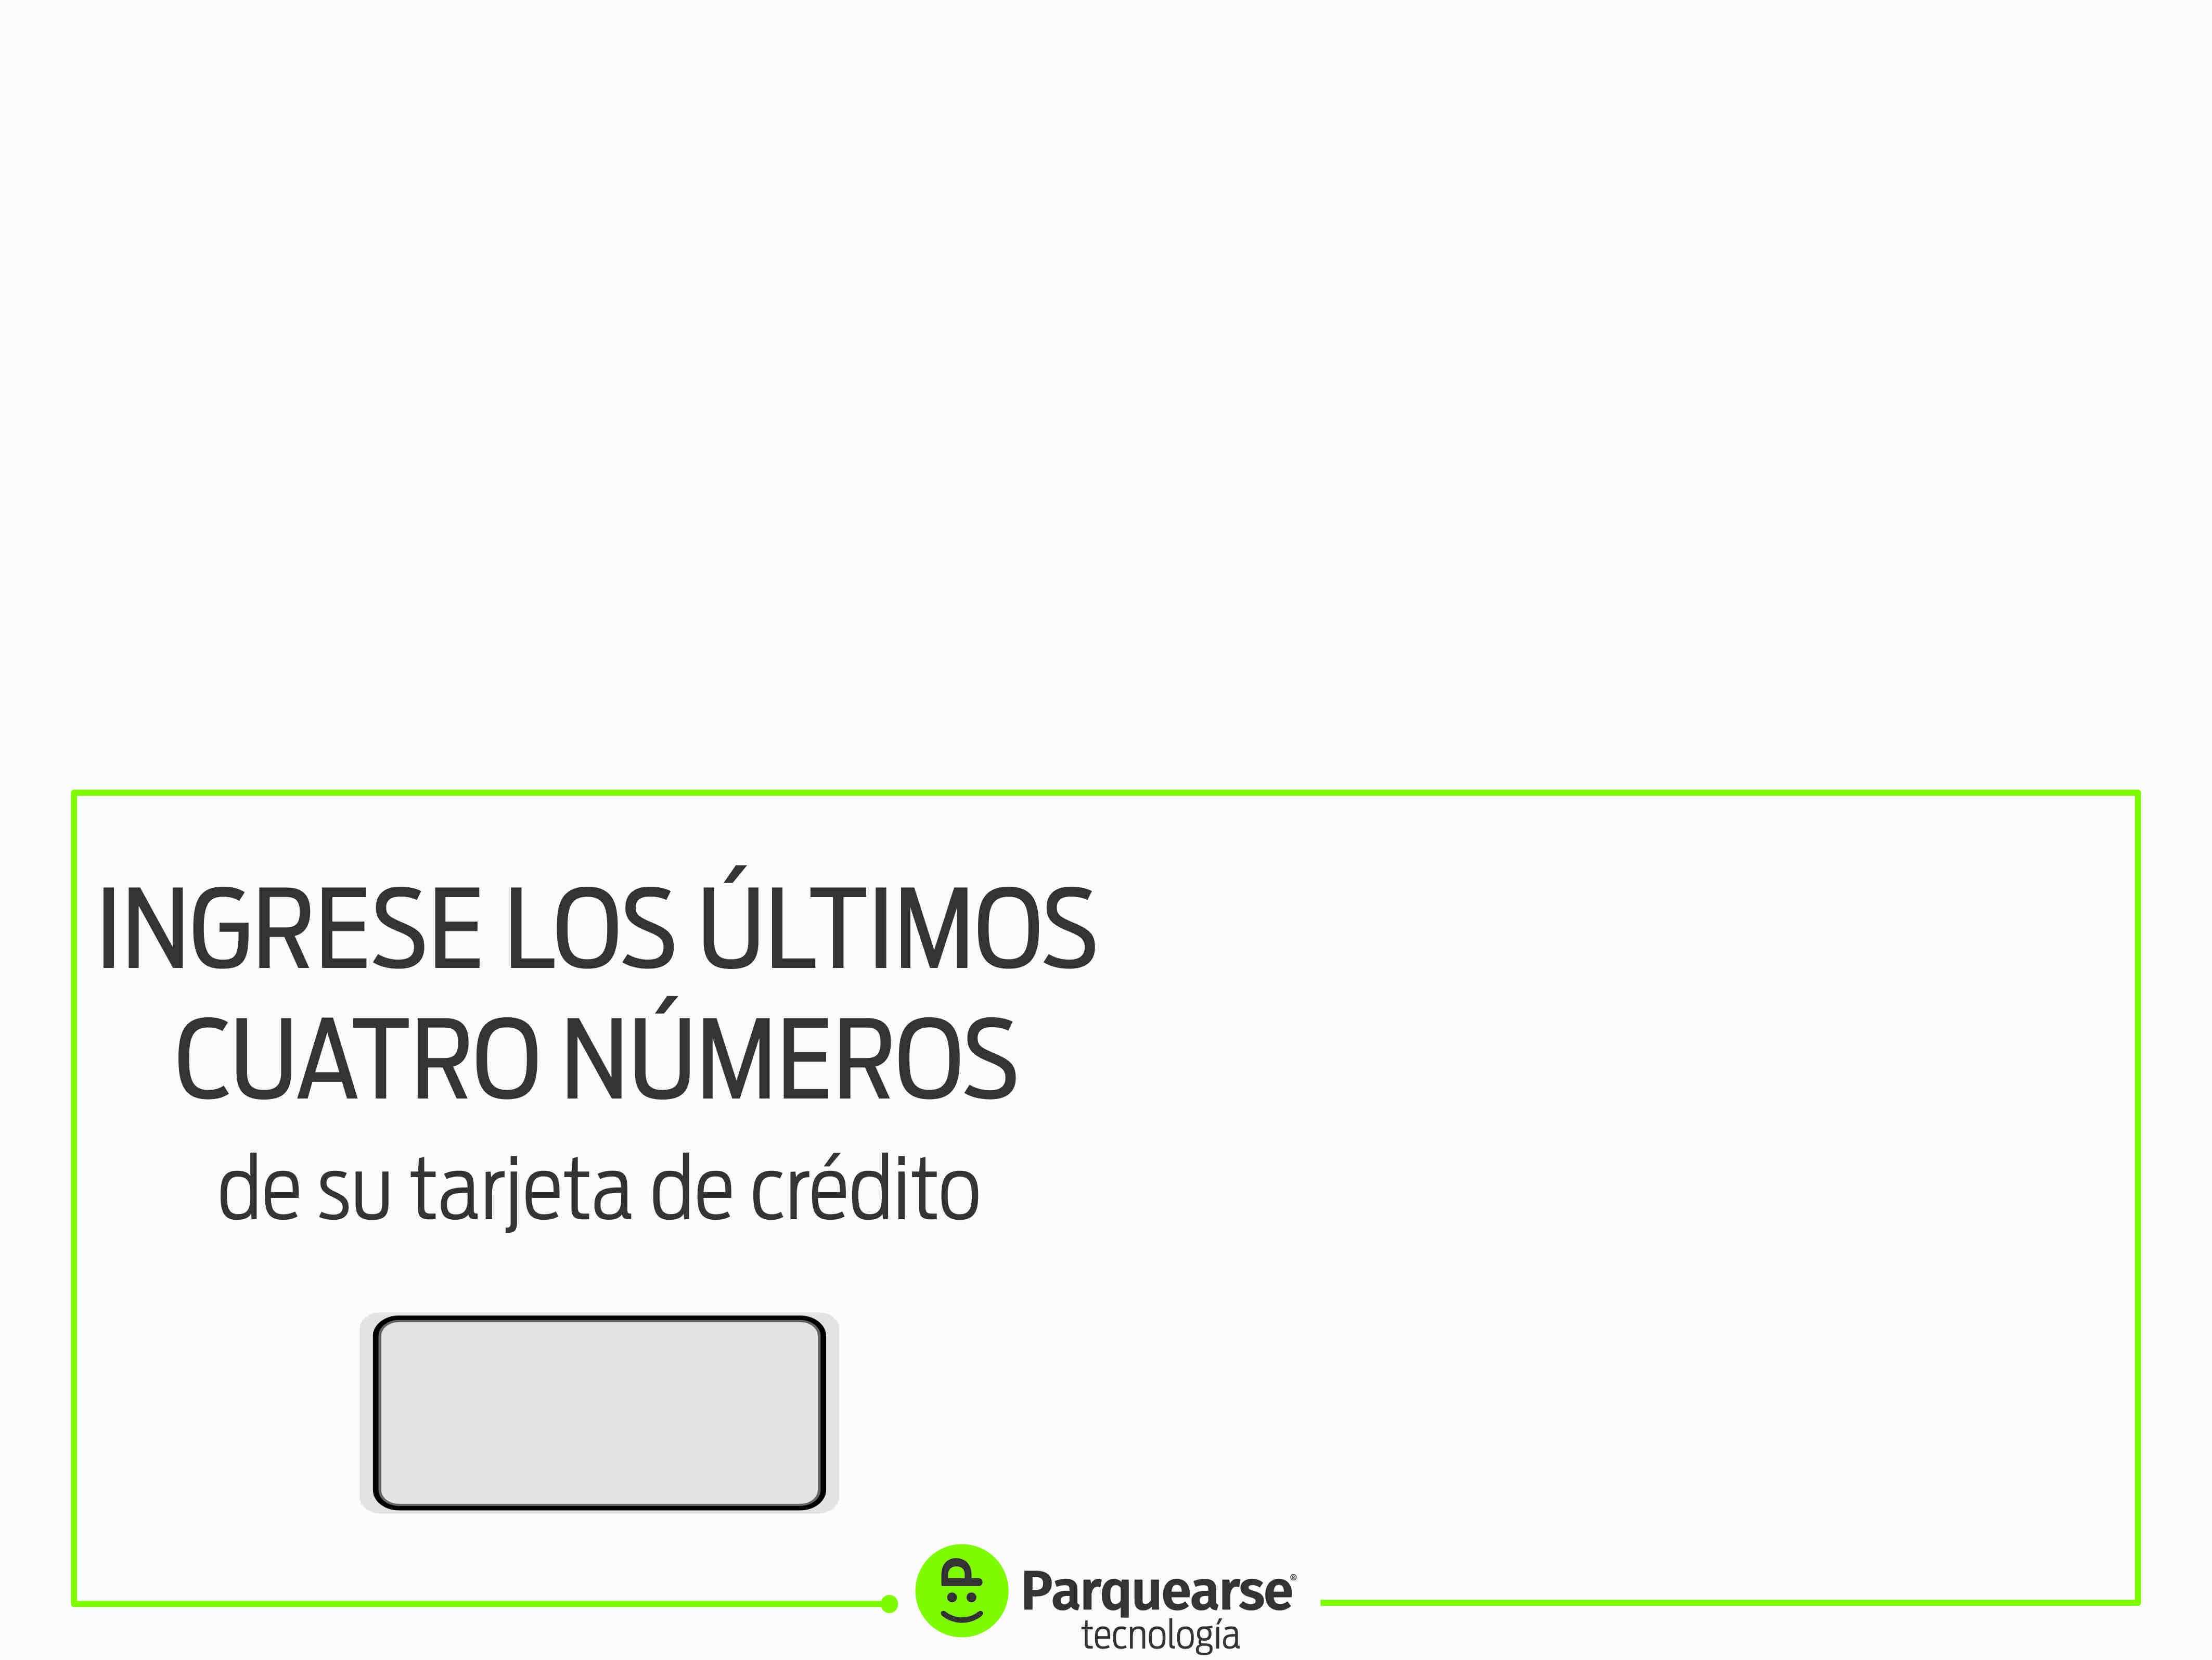 INGRESE LOS ÚLTIMOS
CUATRO NÚMEROS
de su tarjeta de crédito
Parquearse®
tecnología